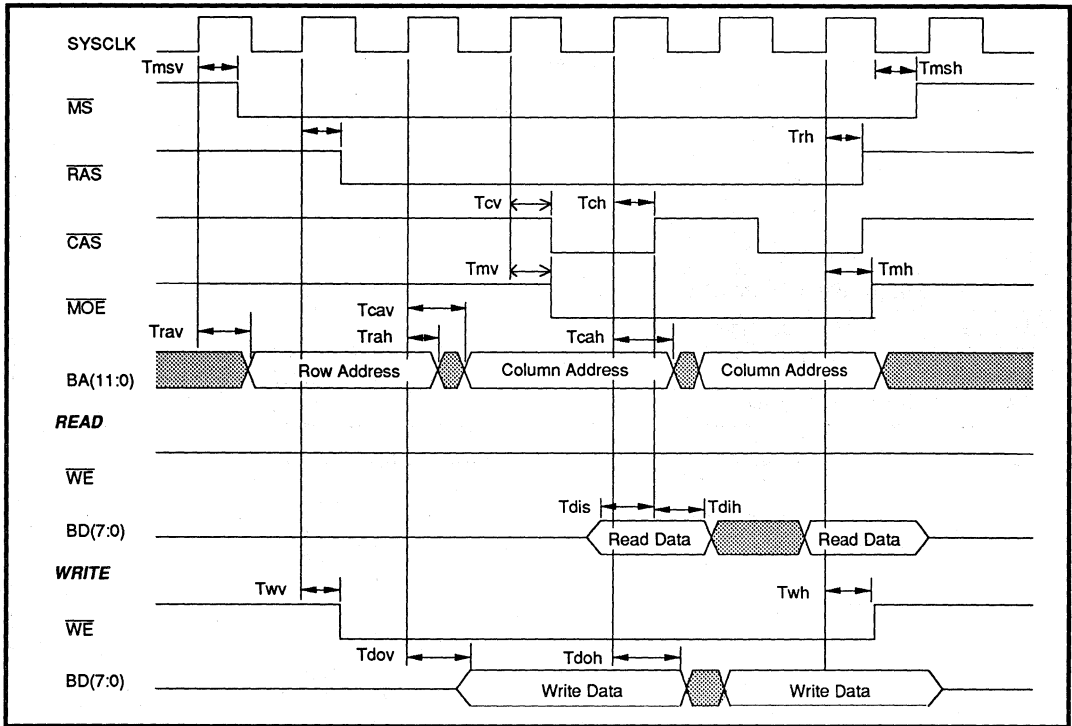 SYSCLK
Tmsv
Tmsh
MS
Trh
RAS
Tcv
Tch
CAS
Tmv
Tmh
MOE
Tcav
Trav
Trah
Tcah
BA(11:0)
Row Address
Column Address
Column Address
READ
WE
Tdis
Tdih
BD(7:0)
Read Data
Read Data
WRITE
Twv
Twh
WE
Tdov
Tdoh
BD(7:0)
Write Data
Write Data